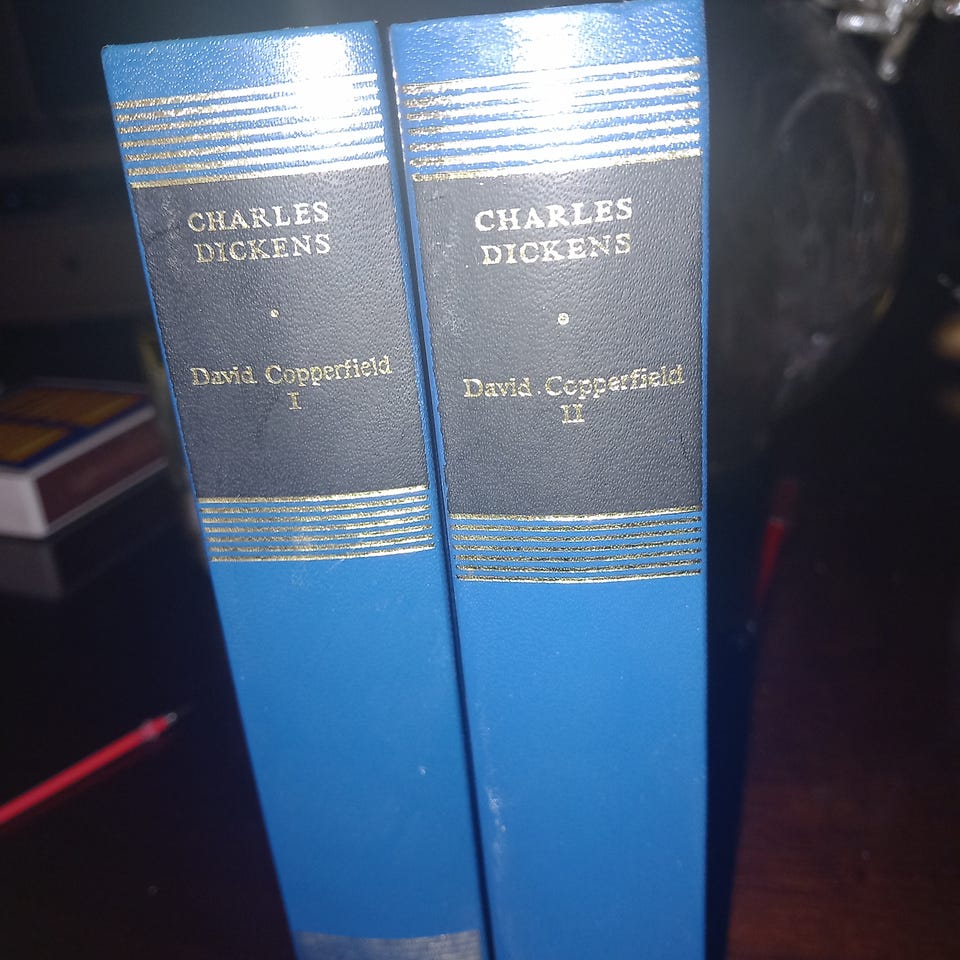 CHARLES
DICKENS
David Copperfield
I
CHARLES
DICKENS
David Copperfield
II